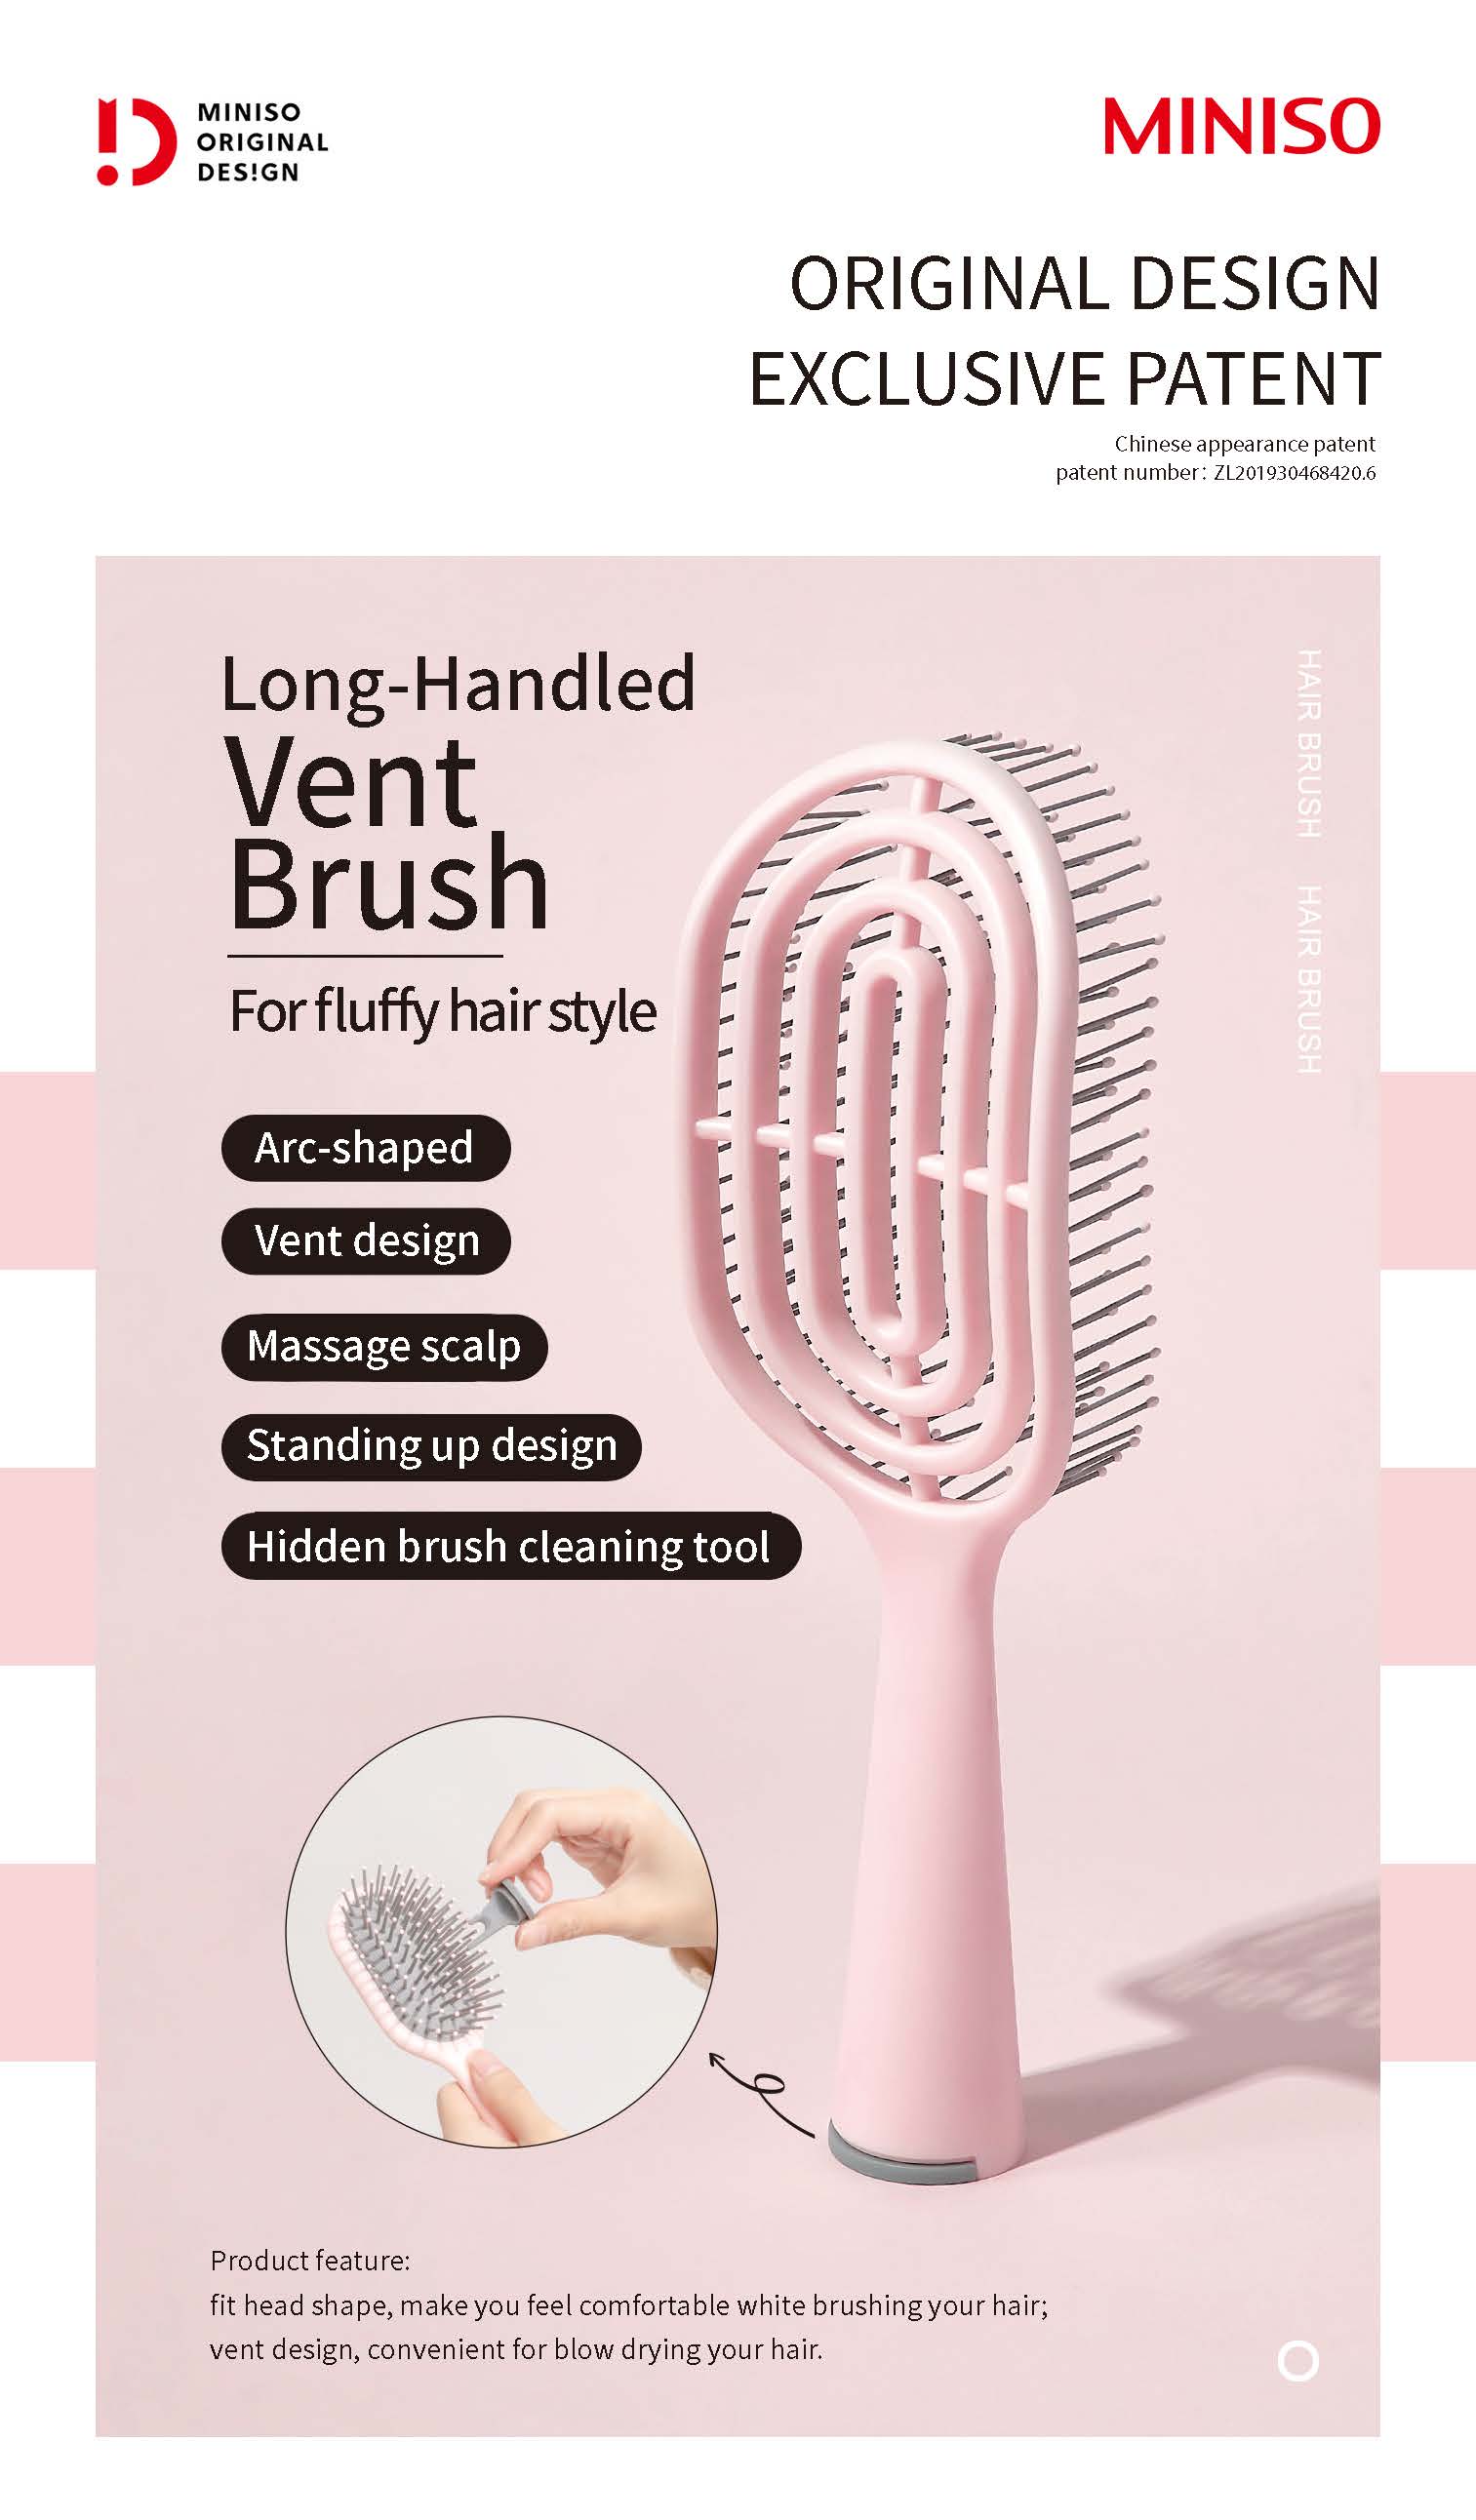 MINISO
ORIGINAL
DES!GN
MINISO
ORIGINAL DESIGN
EXCLUSIVE PATENT
Chinese appearance patent
patent number: ZL201930468420.6
HAIR BRUSH HAIR BRUSH
Long-Handled
Vent
Brush
For fluffy hair style
Arc-shaped
Vent design
Massage scalp
Standing up design
Hidden brush cleaning tool
Product feature:
fit head shape, make you feel comfortable white brushing your hair;
vent design, convenient for blow drying your hair.